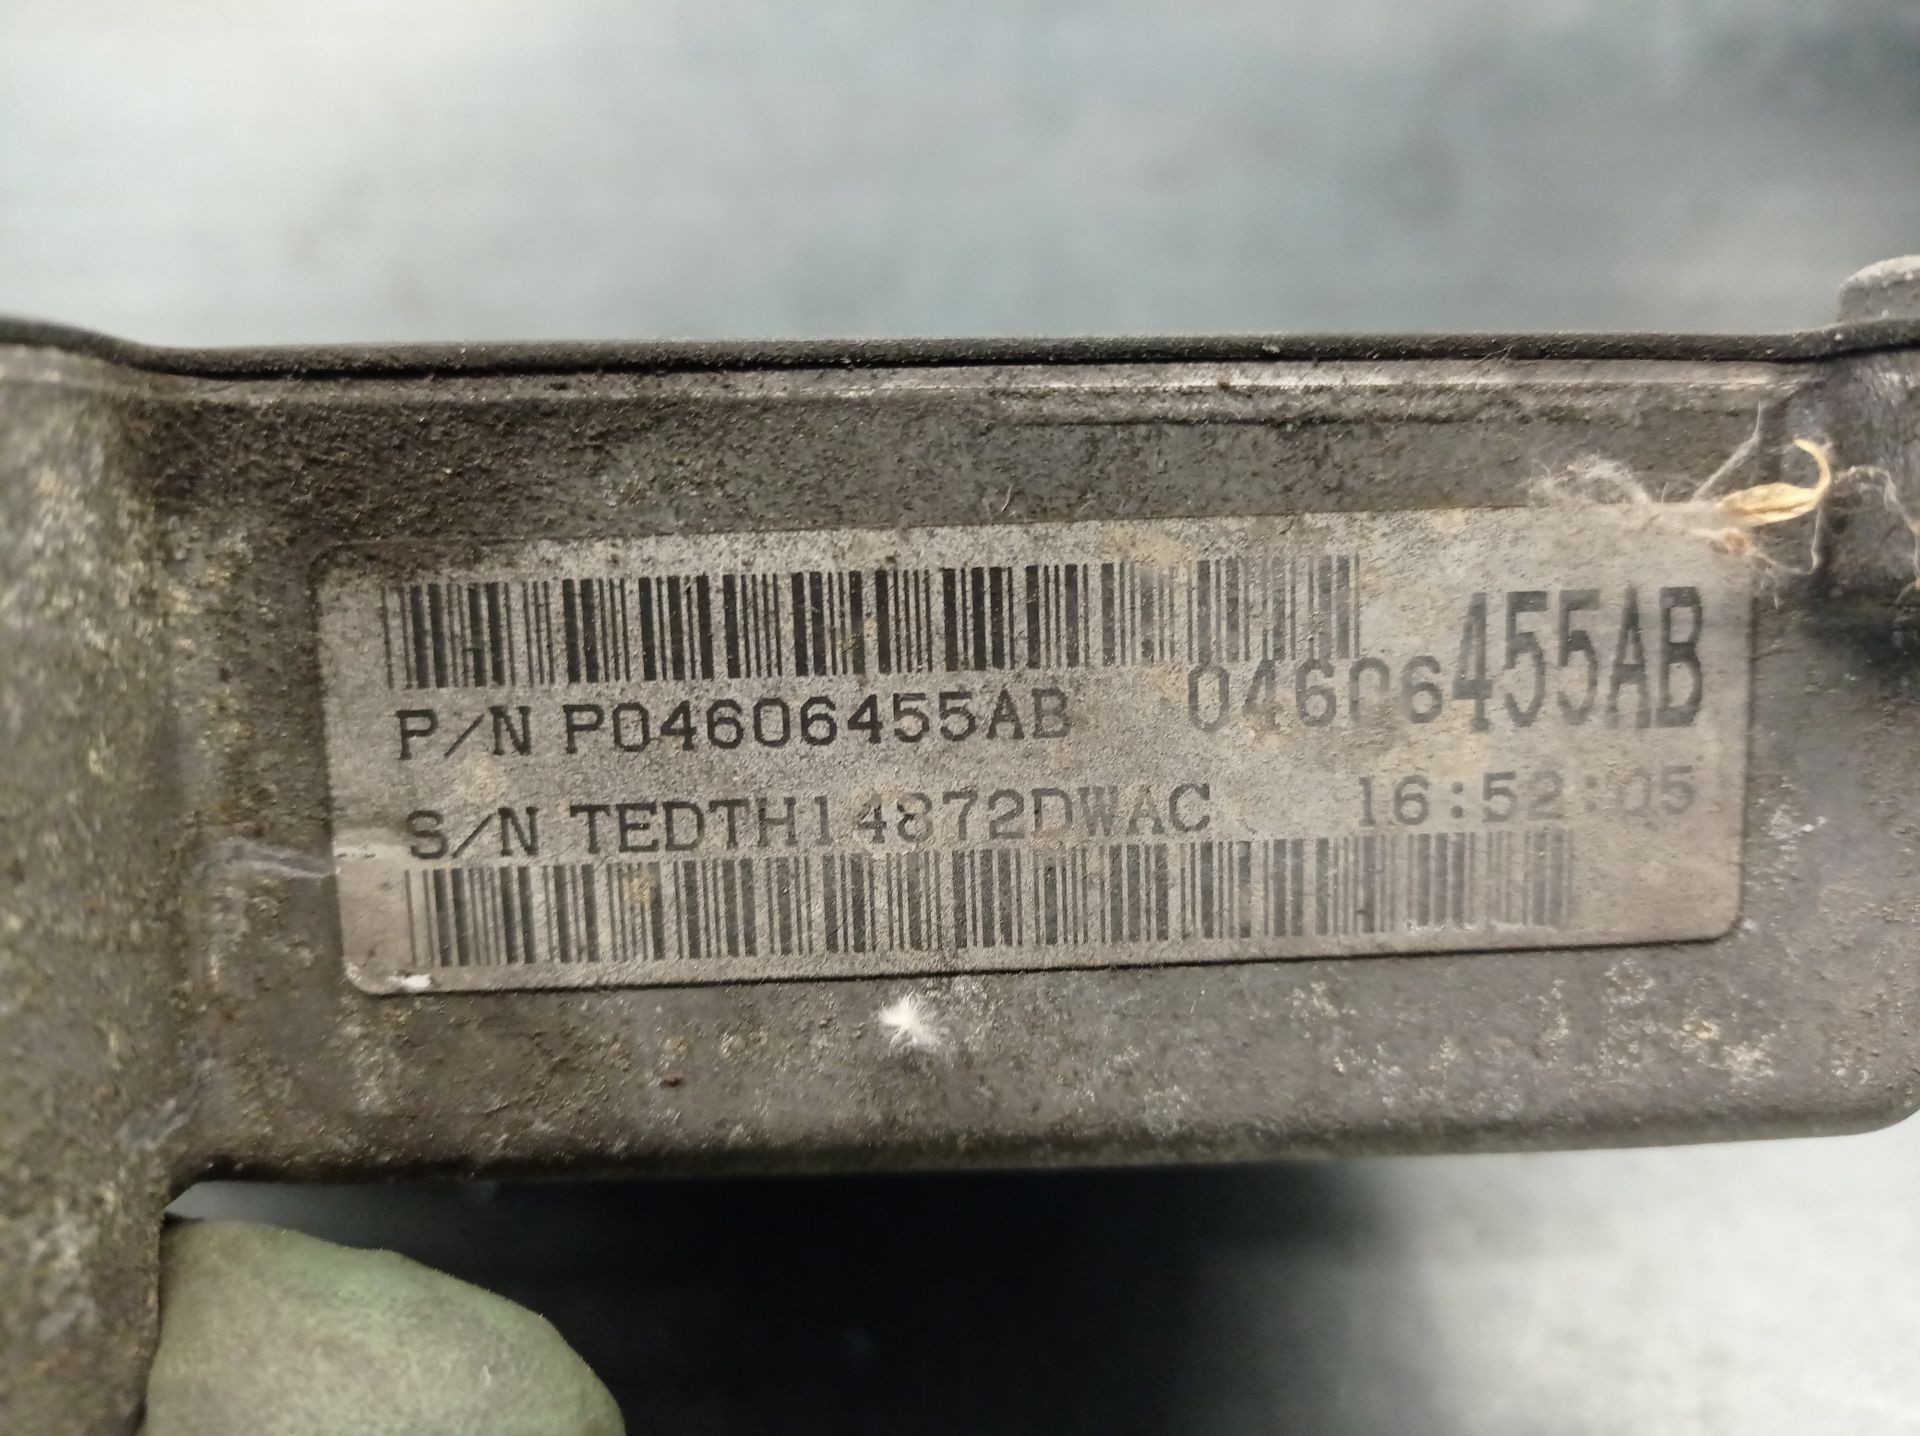 P/N P04606455AB 04606455AB
S/N TEDTH14872DWAC 16:52:05